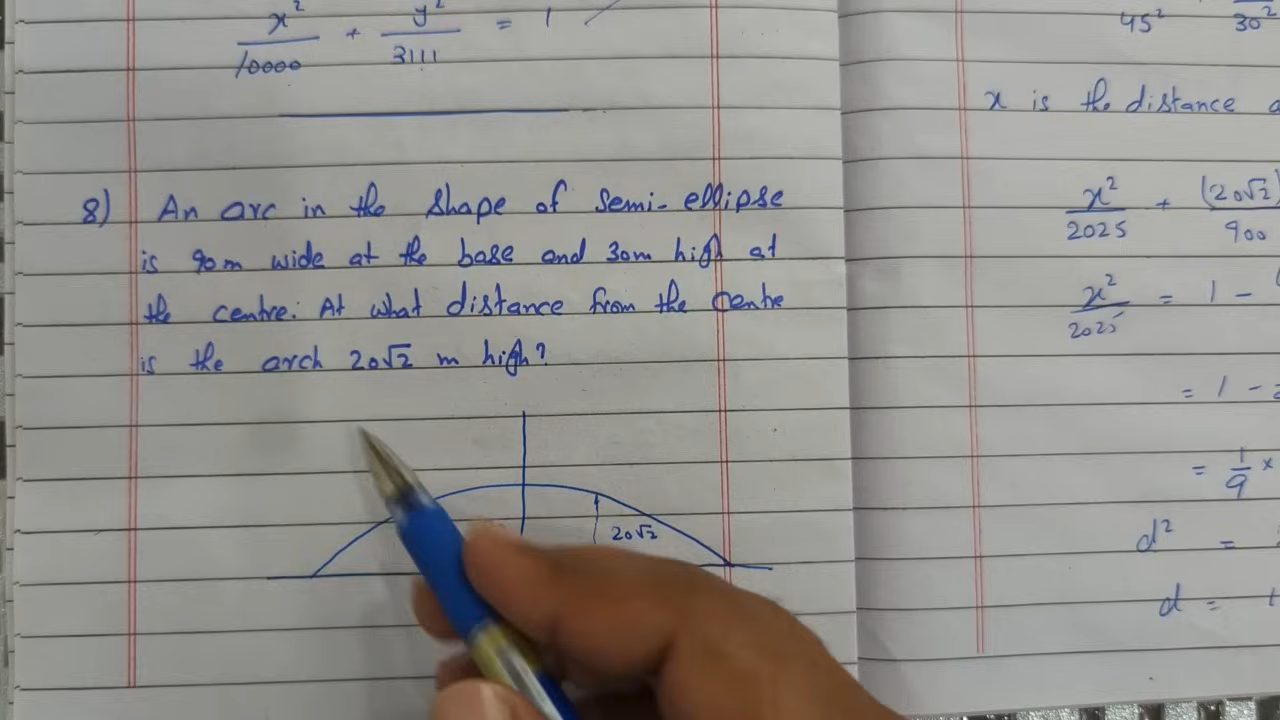 x² / 10000 + y² / 3111 = 1
8) An arc in the shape of semi-ellipse
is 90m wide at the base and 30m high at
the centre. At what distance from the centre
is the arch 20√2 m high?
20√2
45² 30²
x is the distance
x² / 2025 + (20√2) / 900
x² / 2025 = 1 -
= 1 -
= 1/9 ×
d² =
d =